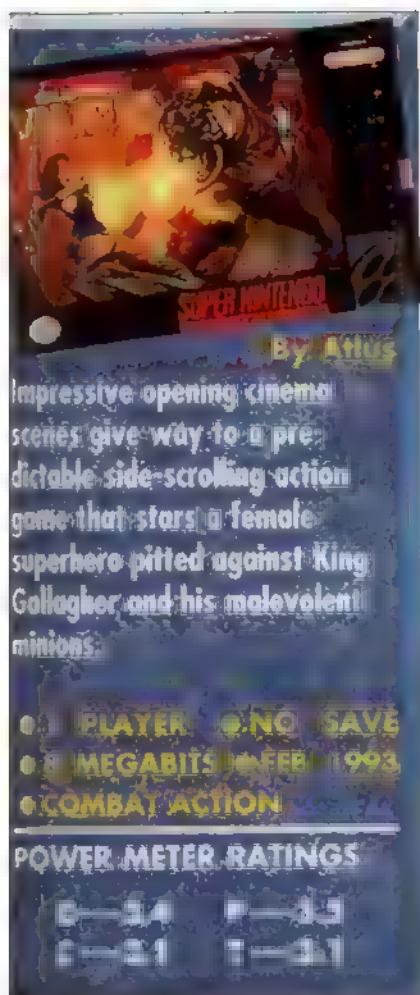 SUPER NINTENDO
By Atlus
Impressive opening cinema
scenes give way to a pre-
dictable side-scrolling action
game that stars a female
superhero pitted against King
Gallagher and his malevolent
minions.
PLAYER NO SAVE
MEGABITS FEB 1993
COMBAT ACTION
POWER METER RATINGS